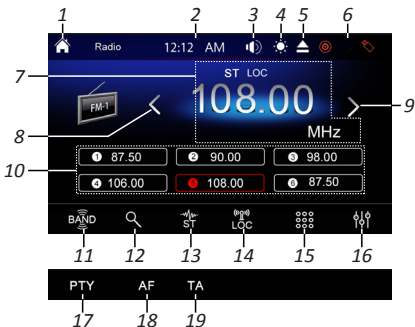 1 2 3 4 5 6
Radio 12:12 AM
7
ST LOC
FM-1 108.00
8 9
MHz
10
1 87.50 2 90.00 3 98.00
4 106.00 5 108.00 6 87.50
BAND ST LOC
11 12 13 14 15 16
PTY AF TA
17 18 19